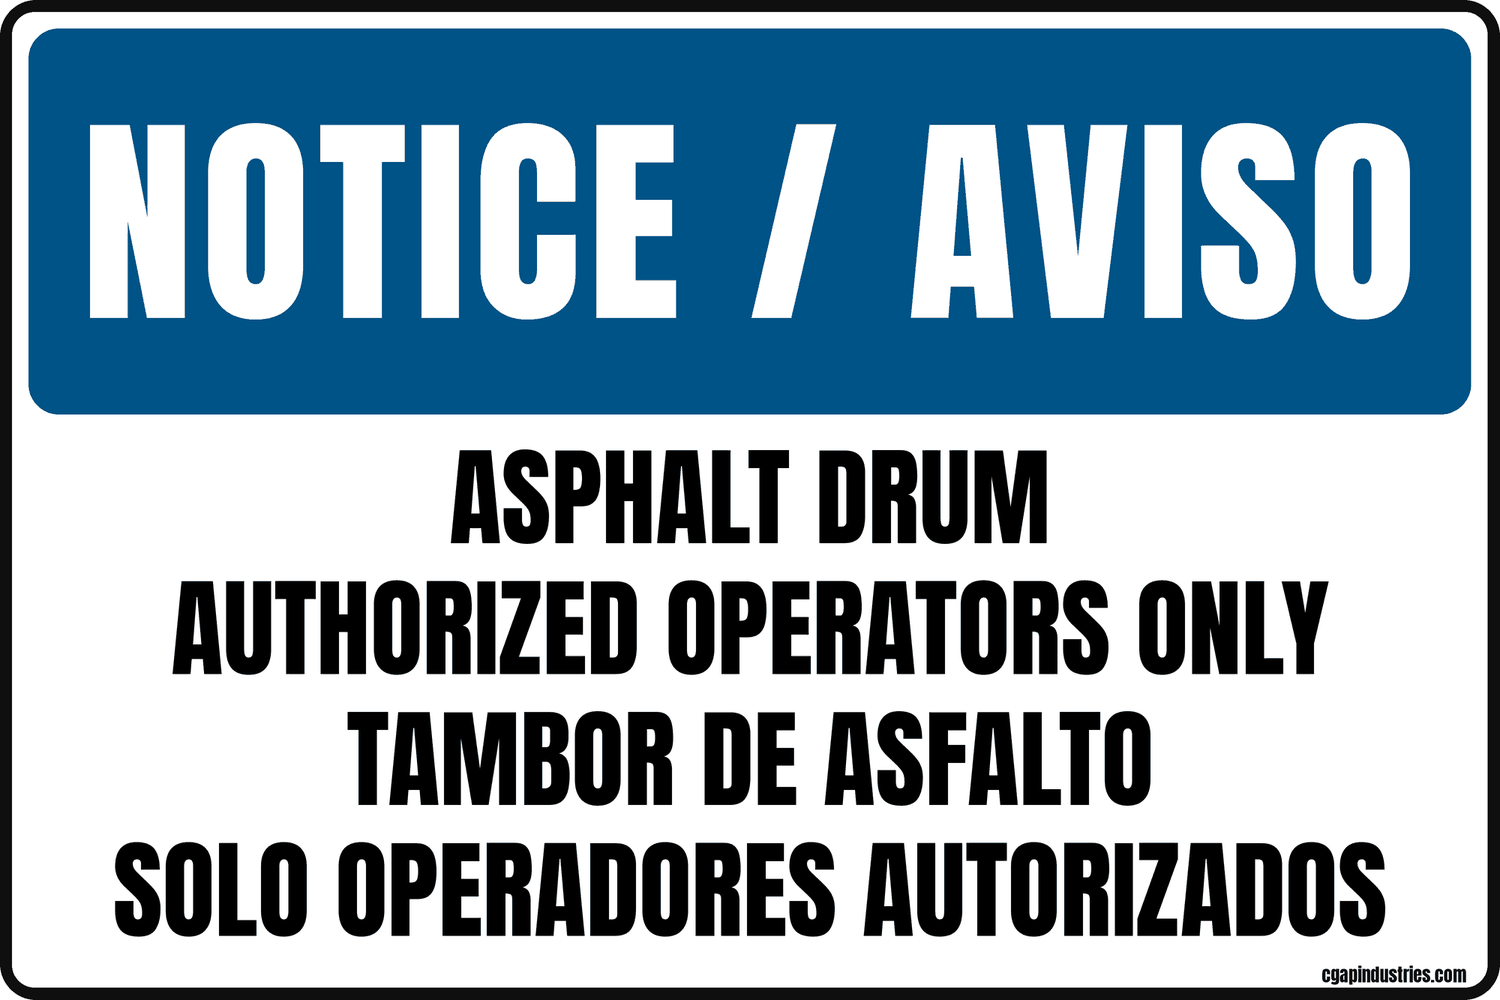 NOTICE / AVISO
ASPHALT DRUM
AUTHORIZED OPERATORS ONLY
TAMBOR DE ASFALTO
SOLO OPERADORES AUTORIZADOS
cgapindustries.com